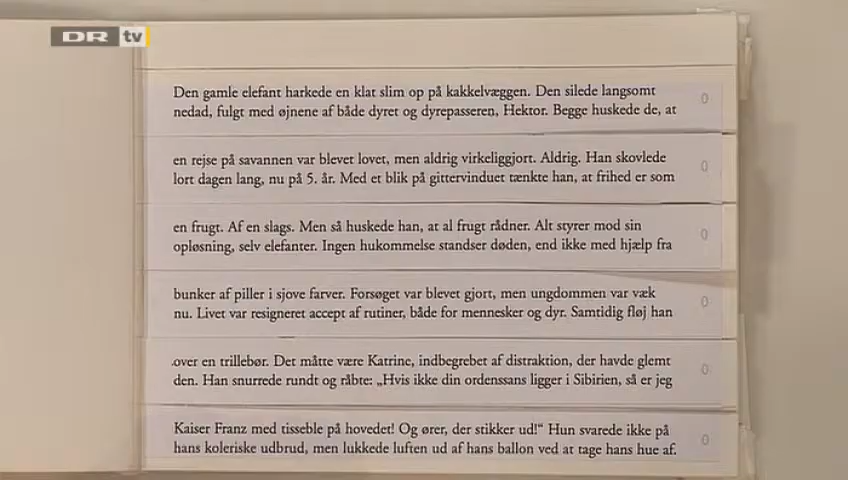 DR tv
Den gamle elefant harkede en klat slim op på kakkelvæggen. Den silede langsomt
nedad, fulgt med øjnene af både dyret og dyrepasseren, Hektor. Begge huskede de, at
0
en rejse på savannen var blevet lovet, men aldrig virkeliggjort. Aldrig. Han skovlede
lort dagen lang, nu på 5. år. Med et blik på gittervinduet tænkte han, at frihed er som
0
en frugt. Af en slags. Men så huskede han, at al frugt rådner. Alt styrer mod sin
opløsning, selv elefanter. Ingen hukommelse standser døden, end ikke med hjælp fra
0
bunker af piller i sjove farver. Forsøget var blevet gjort, men ungdommen var væk
nu. Livet var resigneret accept af rutiner, både for mennesker og dyr. Samtidig fløj han
0
over en trillebør. Det måtte være Katrine, indbegrebet af distraktion, der havde glemt
den. Han snurrede rundt og råbte: „Hvis ikke din ordenssans ligger i Sibirien, så er jeg
0
Kaiser Franz med tisseble på hovedet! Og ører, der stikker ud!“ Hun svarede ikke på
hans koleriske udbrud, men lukkede luften ud af hans ballon ved at tage hans hue af.
0